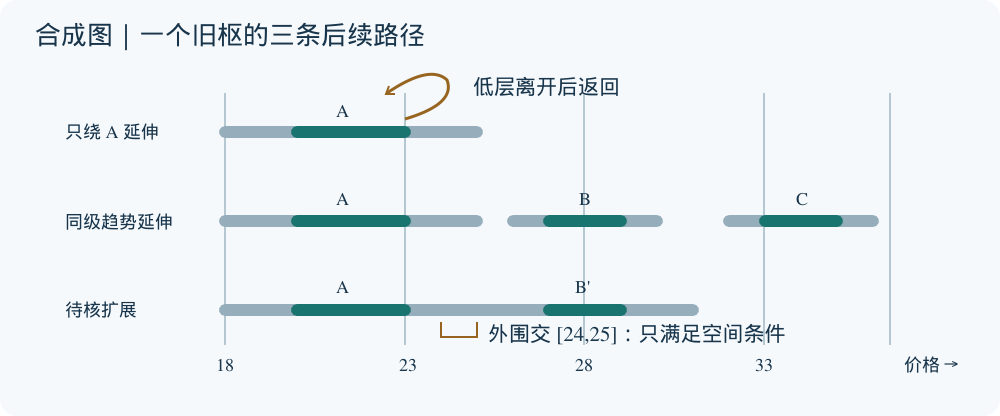 合成图｜一个旧枢的三条后续路径
低层离开后返回
A
只绕 A 延伸
A
B
C
同级趋势延伸
A
B'
待核扩展
外围交 [24,25]：只满足空间条件
18
23
28
33
价格→